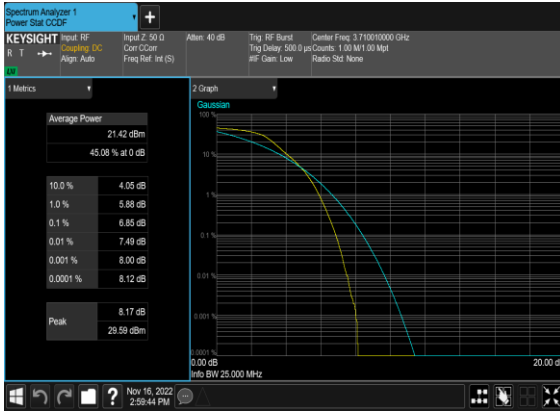 Spectrum Analyzer 1
Power Stat CCDF
+
KEYSIGHT
R T
LXI
Input: RF
Coupling: DC
Align: Auto
Input Z: 50 Ω
Corr CCorr
Freq Ref: Int (S)
Atten: 40 dB
Trig: RF Burst
Trig Delay: 500.0 µs
#IF Gain: Low
Center Freq: 3.710010000 GHz
Counts: 1.00 M/1.00 Mpt
Radio Std: None
1 Metrics
Average Power
21.42 dBm
45.08 % at 0 dB
10.0 % 4.05 dB
1.0 % 5.88 dB
0.1 % 6.85 dB
0.01 % 7.49 dB
0.001 % 8.00 dB
0.0001 % 8.12 dB
Peak
8.17 dB
29.59 dBm
2 Graph
Gaussian
100 %
10 %
1 %
0.1 %
0.01 %
0.001 %
0.0001 %
0.00 dB
20.00 d
Info BW 25.000 MHz
?
Nov 16, 2022
2:59:44 PM